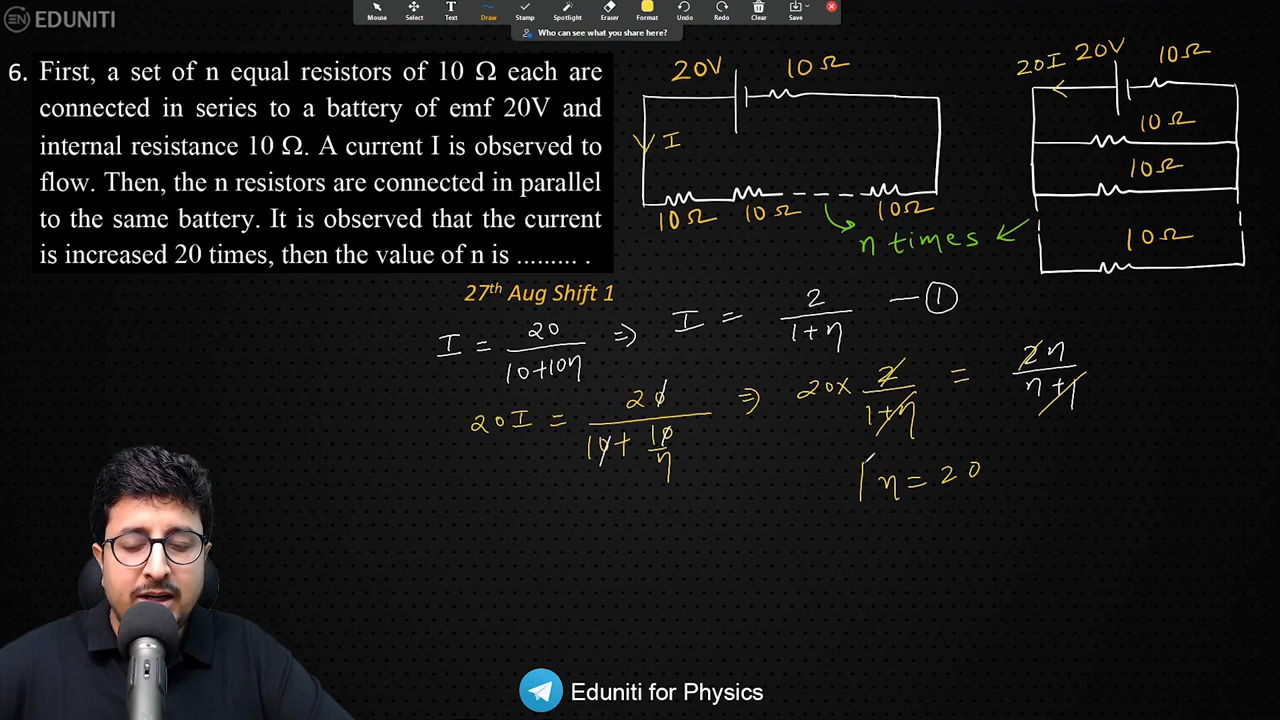 EN EDUNITI
Mouse Select Text Draw Stamp Spotlight Eraser Format Undo Redo Clear Save
Who can see what you share here?
6. First, a set of n equal resistors of 10 Ω each are
connected in series to a battery of emf 20V and
internal resistance 10 Ω. A current I is observed to
flow. Then, the n resistors are connected in parallel
to the same battery. It is observed that the current
is increased 20 times, then the value of n is ......... .
27th Aug Shift 1
20V 10Ω
I
10Ω 10Ω 10Ω
n times
20I 20V 10Ω
10Ω
10Ω
10Ω
I = 20/(10+10n) ⇒ I = 2/(1+n) — ①
20I = 20/(10+10/n) ⇒ 20× 2/(1+n) = 2n/(n+1)
n = 20
Eduniti for Physics